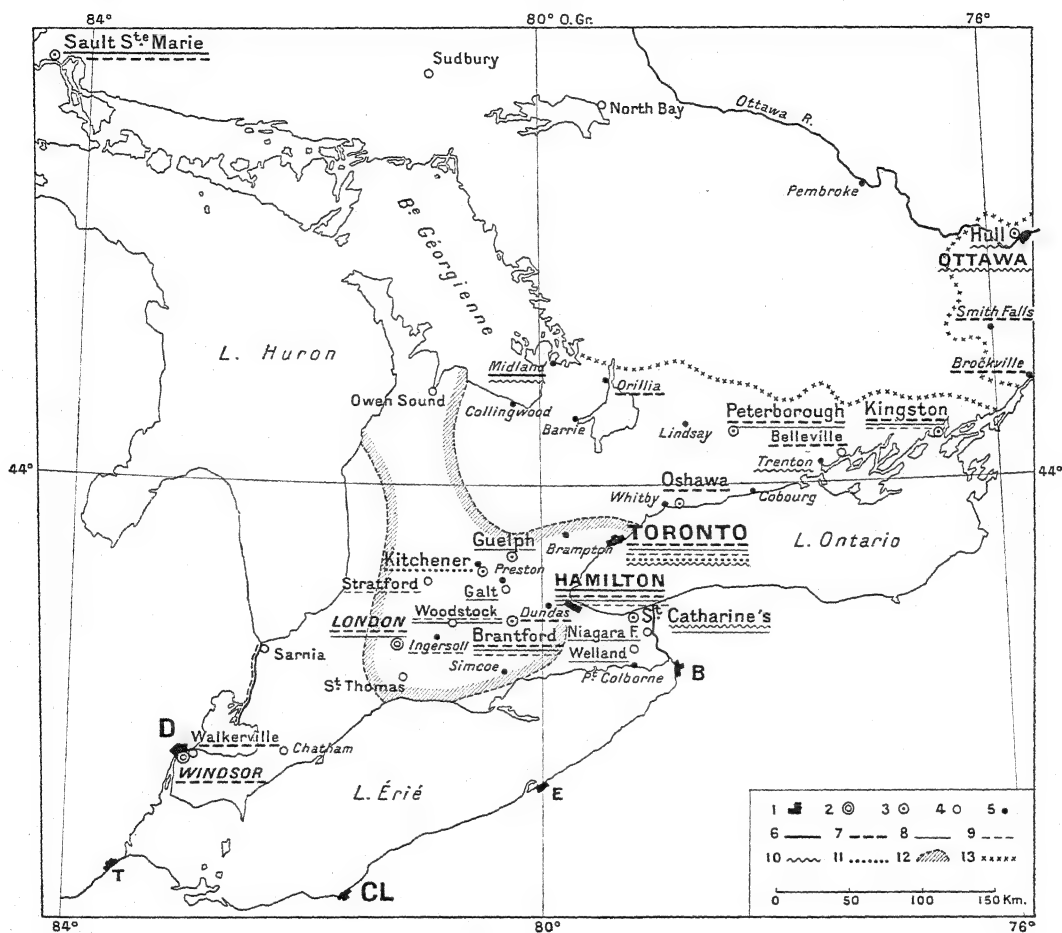 84°
80° O. Gr.
76°
Sault Ste Marie
Sudbury
North Bay
Ottawa R.
Pembroke
Hull
OTTAWA
Be Géorgienne
Smith Falls
L. Huron
Midland
Brockville
Orillia
Owen Sound
Collingwood
Peterborough
Kingston
Barrie
Lindsay
Belleville
Trenton
44°
44°
Oshawa
Whitby
Cobourg
Guelph
Brampton
TORONTO
L. Ontario
Kitchener
Preston
Stratford
Galt
HAMILTON
Woodstock
Dundas
St Catharine's
LONDON
Brantford
Niagara F.
Ingersoll
Welland
Sarnia
Simcoe
St Thomas
Pt Colborne
B
D
Walkerville
Chatham
WINDSOR
L. Érié
E
T
CL
1 2 3 4 5
6 7 8 9
10 11 12 13
0 50 100 150 Km.
84°
80°
76°